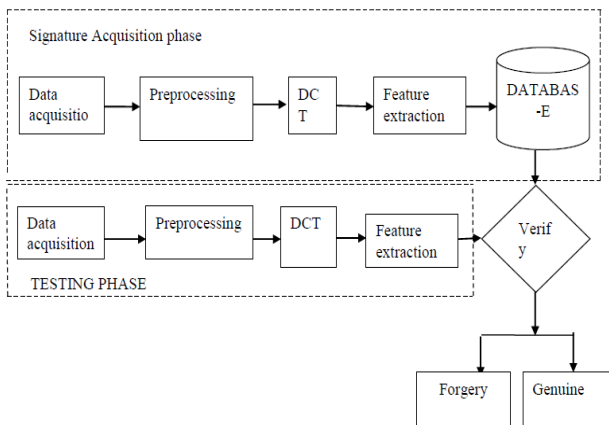 Signature Acquisition phase
Data
acquisitio
Preprocessing
DC
T
Feature
extraction
DATABAS
-E
Data
acquisition
Preprocessing
DCT
Feature
extraction
Verif
y
TESTING PHASE
Forgery
Genuine